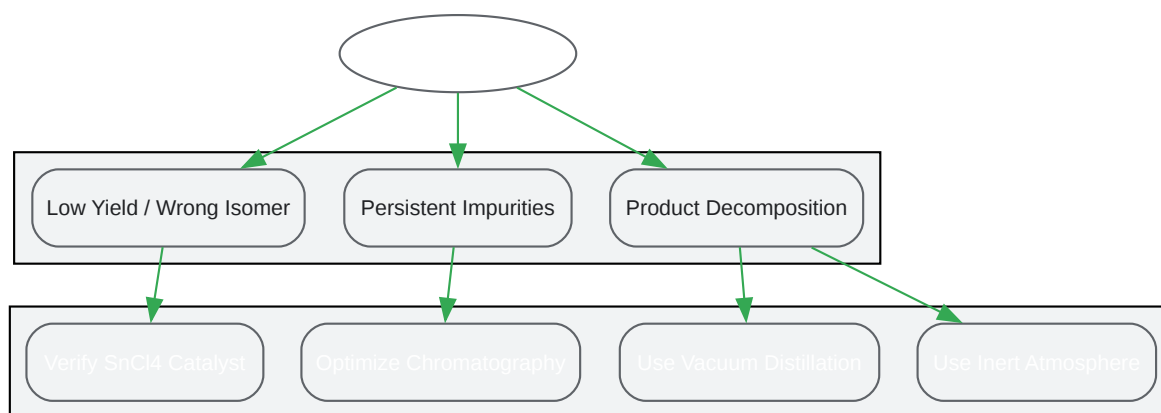 Low Yield / Wrong Isomer
Persistent Impurities
Product Decomposition
Verify SnCl4 Catalyst
Optimize Chromatography
Use Vacuum Distillation
Use Inert Atmosphere